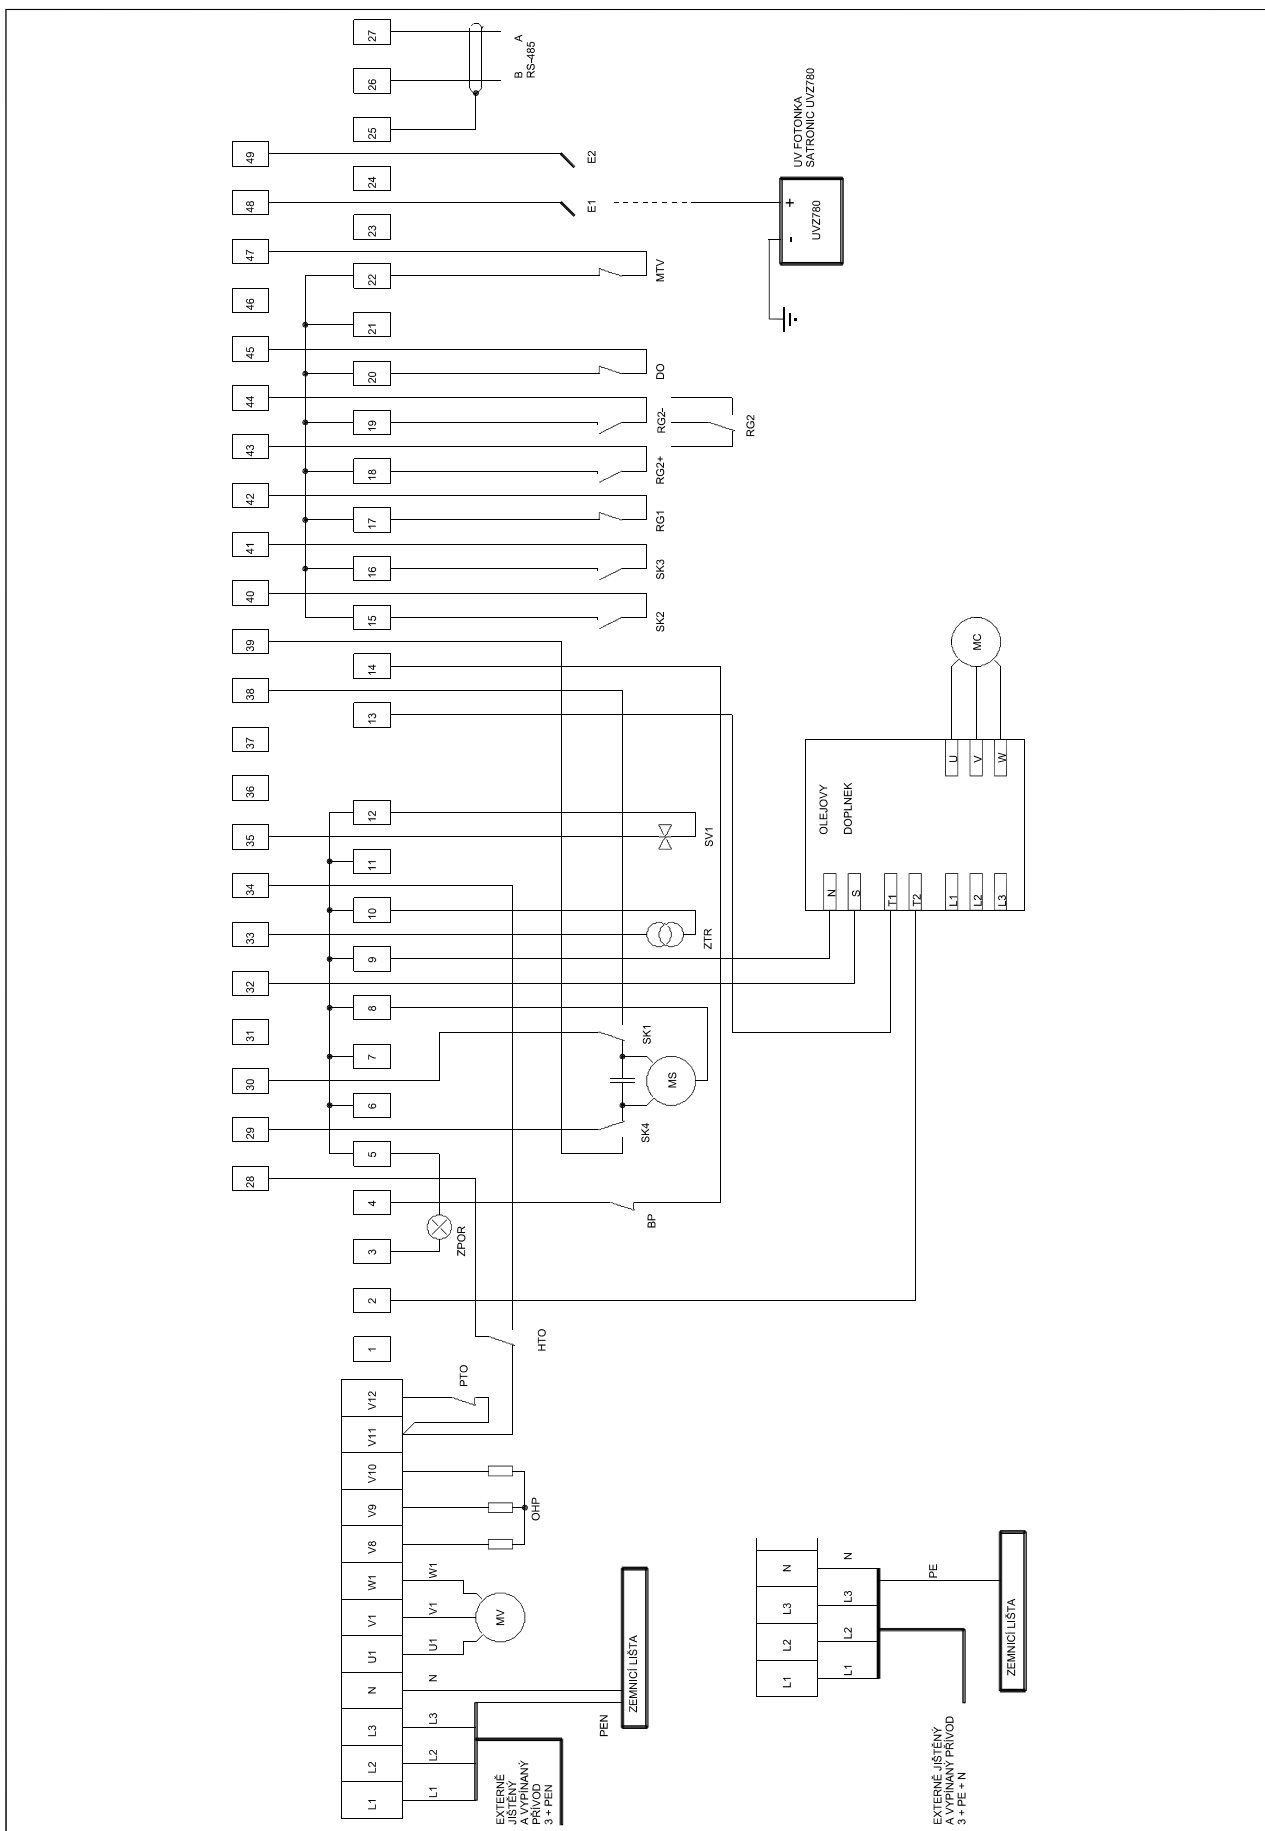 27
26
25
24
23
22
21
20
19
18
17
16
15
14
13
12
11
10
9
8
7
6
5
4
3
2
1
49
48
47
46
45
44
43
42
41
40
39
38
37
36
35
34
33
32
31
30
29
28
A
B
RS-485
E2
E1
UV FOTONKA
SATRONIC UVZ780
+
-
UVZ780
MTV
DO
RG2-
RG2
RG2+
RG1
SK3
SK2
MC
U
V
W
OLEJOVY
DOPLNEK
N
S
T1
T2
L1
L2
L3
SV1
ZTR
SK1
MS
SK4
BP
ZPOR
HTO
PTO
V12
V11
V10
V9
V8
W1
V1
U1
N
L3
L2
L1
OHP
W1
V1
U1
MV
N
L3
L2
L1
PEN
ZEMNICÍ LIŠTA
EXTERNĚ
JIŠTĚNÝ
A VYPÍNANÝ
PŘÍVOD
3 + PEN
N
L3
L2
L1
N
L3
L2
L1
PE
ZEMNICÍ LIŠTA
EXTERNĚ JIŠTĚNÝ
A VYPÍNANÝ PŘÍVOD
3 + PE + N